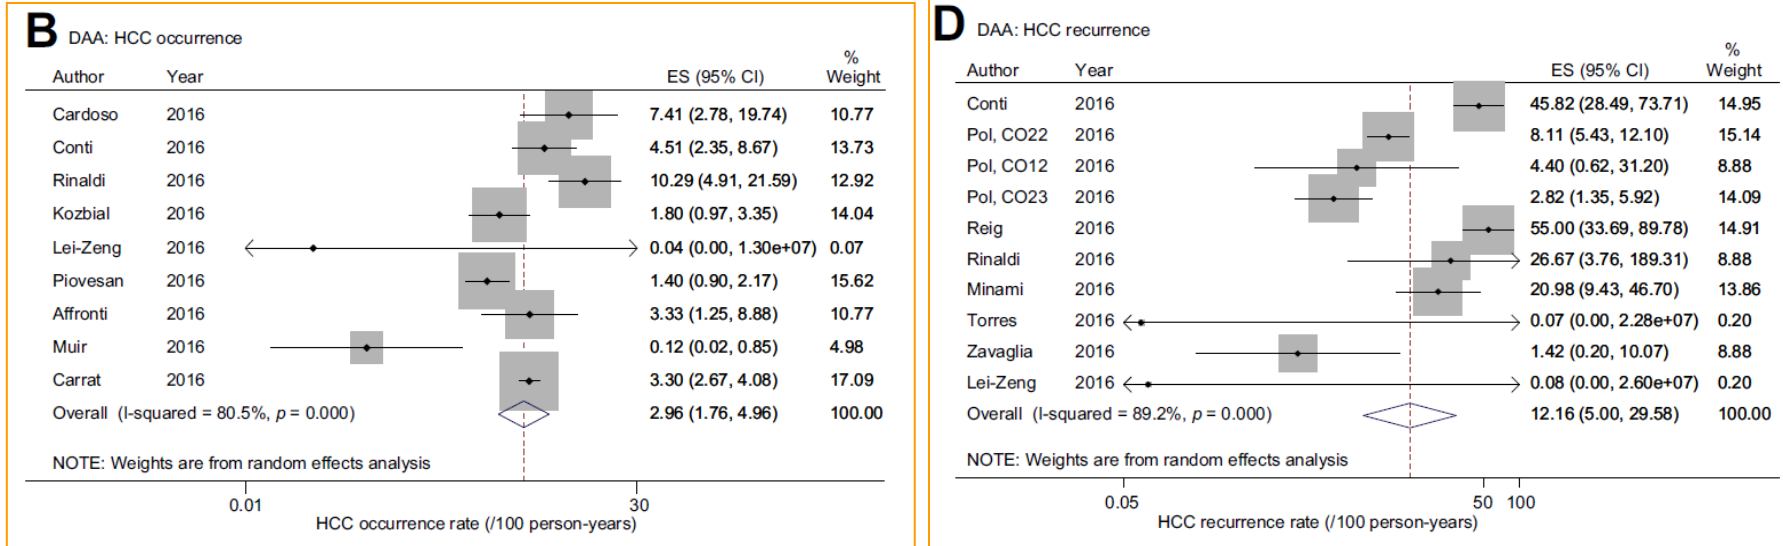 B DAA: HCC occurrence
%
Author Year ES (95% CI) Weight
Cardoso 2016 7.41 (2.78, 19.74) 10.77
Conti 2016 4.51 (2.35, 8.67) 13.73
Rinaldi 2016 10.29 (4.91, 21.59) 12.92
Kozbial 2016 1.80 (0.97, 3.35) 14.04
Lei-Zeng 2016 0.04 (0.00, 1.30e+07) 0.07
Piovesan 2016 1.40 (0.90, 2.17) 15.62
Affronti 2016 3.33 (1.25, 8.88) 10.77
Muir 2016 0.12 (0.02, 0.85) 4.98
Carrat 2016 3.30 (2.67, 4.08) 17.09
Overall (I-squared = 80.5%, p = 0.000) 2.96 (1.76, 4.96) 100.00
NOTE: Weights are from random effects analysis
0.01 30
HCC occurrence rate (/100 person-years)
D DAA: HCC recurrence
%
Author Year ES (95% CI) Weight
Conti 2016 45.82 (28.49, 73.71) 14.95
Pol, CO22 2016 8.11 (5.43, 12.10) 15.14
Pol, CO12 2016 4.40 (0.62, 31.20) 8.88
Pol, CO23 2016 2.82 (1.35, 5.92) 14.09
Reig 2016 55.00 (33.69, 89.78) 14.91
Rinaldi 2016 26.67 (3.76, 189.31) 8.88
Minami 2016 20.98 (9.43, 46.70) 13.86
Torres 2016 0.07 (0.00, 2.28e+07) 0.20
Zavaglia 2016 1.42 (0.20, 10.07) 8.88
Lei-Zeng 2016 0.08 (0.00, 2.60e+07) 0.20
Overall (I-squared = 89.2%, p = 0.000) 12.16 (5.00, 29.58) 100.00
NOTE: Weights are from random effects analysis
0.05 50 100
HCC recurrence rate (/100 person-years)